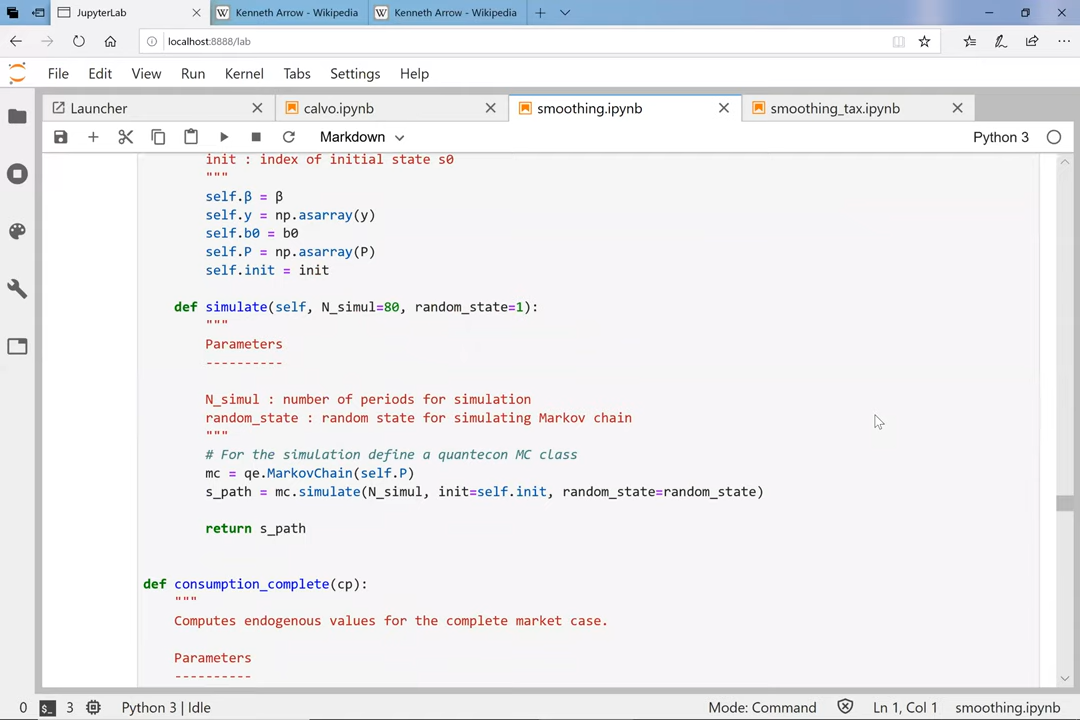 JupyterLab
Kenneth Arrow - Wikipedia
Kenneth Arrow - Wikipedia
localhost:8888/lab
File Edit View Run Kernel Tabs Settings Help
Launcher
calvo.ipynb
smoothing.ipynb
smoothing_tax.ipynb
Markdown
Python 3
init : index of initial state s0
"""
self.β = β
self.y = np.asarray(y)
self.b0 = b0
self.P = np.asarray(P)
self.init = init
def simulate(self, N_simul=80, random_state=1):
"""
Parameters
----------
N_simul : number of periods for simulation
random_state : random state for simulating Markov chain
"""
# For the simulation define a quantecon MC class
mc = qe.MarkovChain(self.P)
s_path = mc.simulate(N_simul, init=self.init, random_state=random_state)
return s_path
def consumption_complete(cp):
"""
Computes endogenous values for the complete market case.
Parameters
----------
0 $_ 3 Python 3 | Idle Mode: Command Ln 1, Col 1 smoothing.ipynb